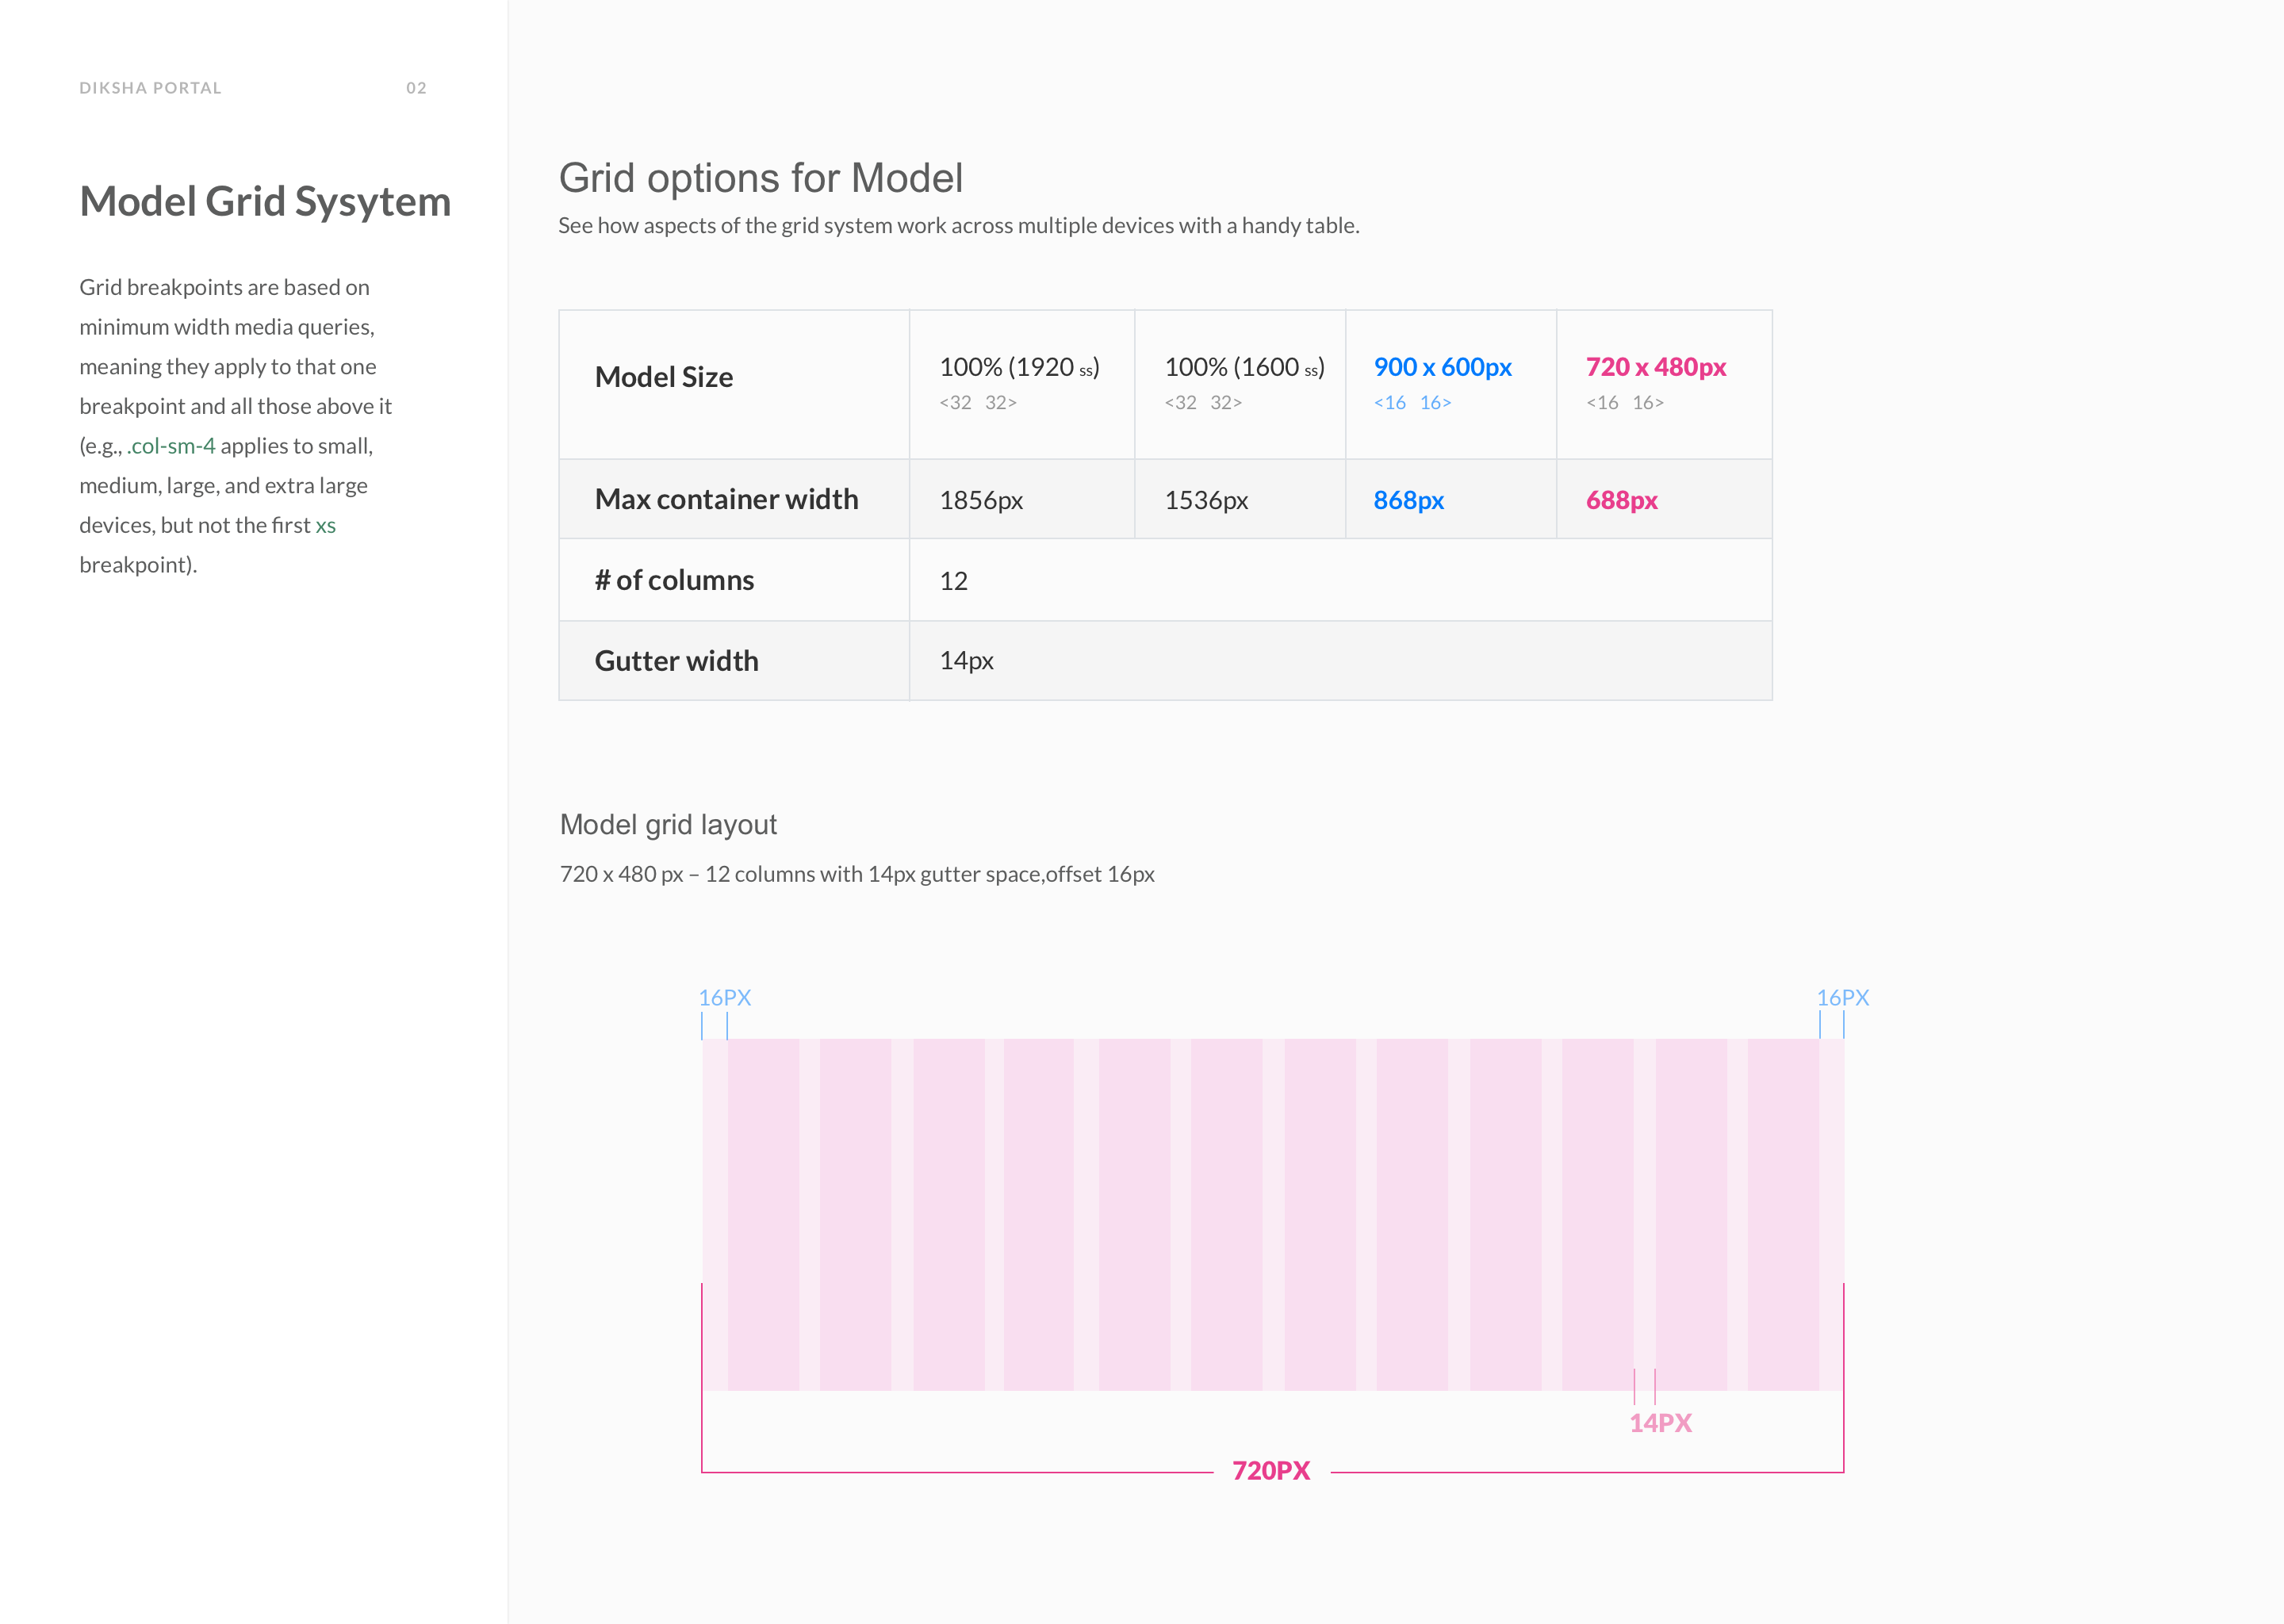 DIKSHA PORTAL 02
Model Grid Sysytem
Grid breakpoints are based on
minimum width media queries,
meaning they apply to that one
breakpoint and all those above it
(e.g., .col-sm-4 applies to small,
medium, large, and extra large
devices, but not the first xs
breakpoint).
Grid options for Model
See how aspects of the grid system work across multiple devices with a handy table.
Model Size 100% (1920 ss) 100% (1600 ss) 900 x 600px 720 x 480px
<32 32> <32 32> <16 16> <16 16>
Max container width 1856px 1536px 868px 688px
# of columns 12
Gutter width 14px
Model grid layout
720 x 480 px – 12 columns with 14px gutter space,offset 16px
16PX 16PX
14PX
720PX